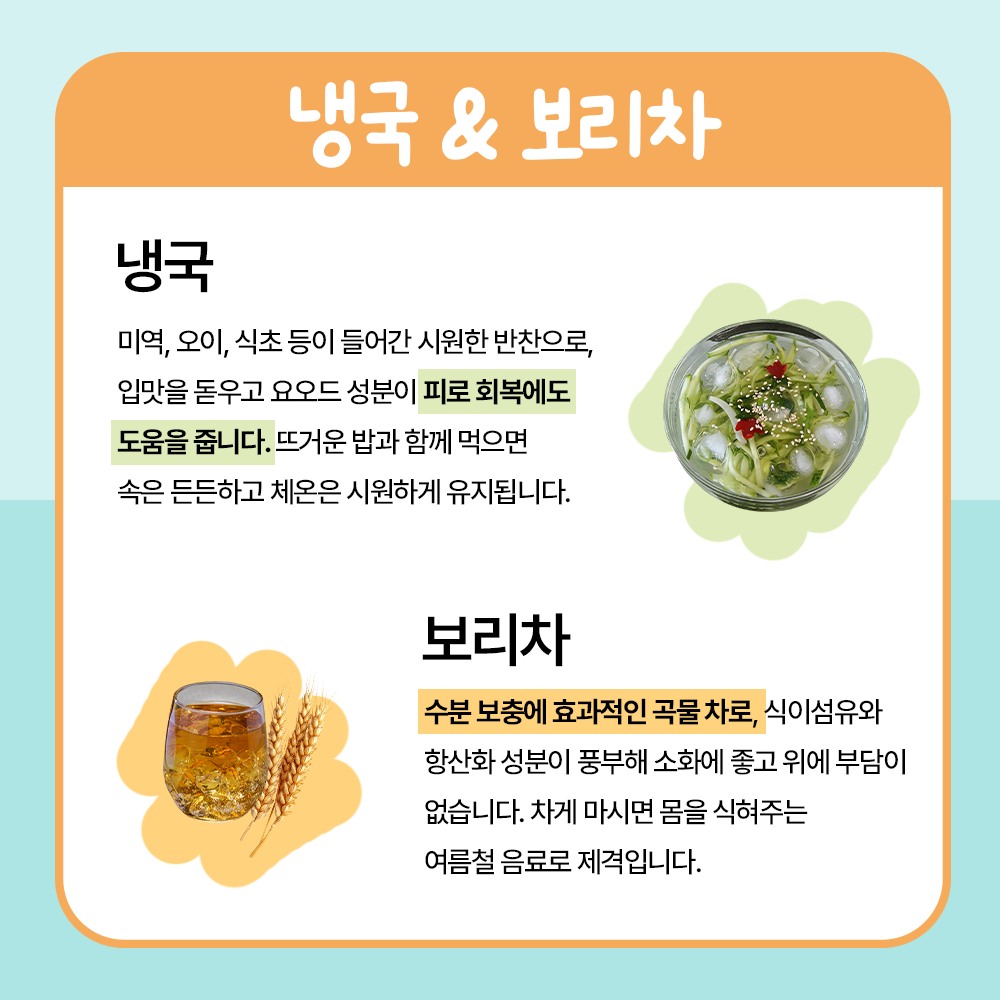 냉국 & 보리차
냉국
미역, 오이, 식초 등이 들어간 시원한 반찬으로,
입맛을 돋우고 요오드 성분이 피로 회복에도
도움을 줍니다. 뜨거운 밥과 함께 먹으면
속은 든든하고 체온은 시원하게 유지됩니다.
보리차
수분 보충에 효과적인 곡물 차로, 식이섬유와
항산화 성분이 풍부해 소화에 좋고 위에 부담이
없습니다. 차게 마시면 몸을 식혀주는
여름철 음료로 제격입니다.